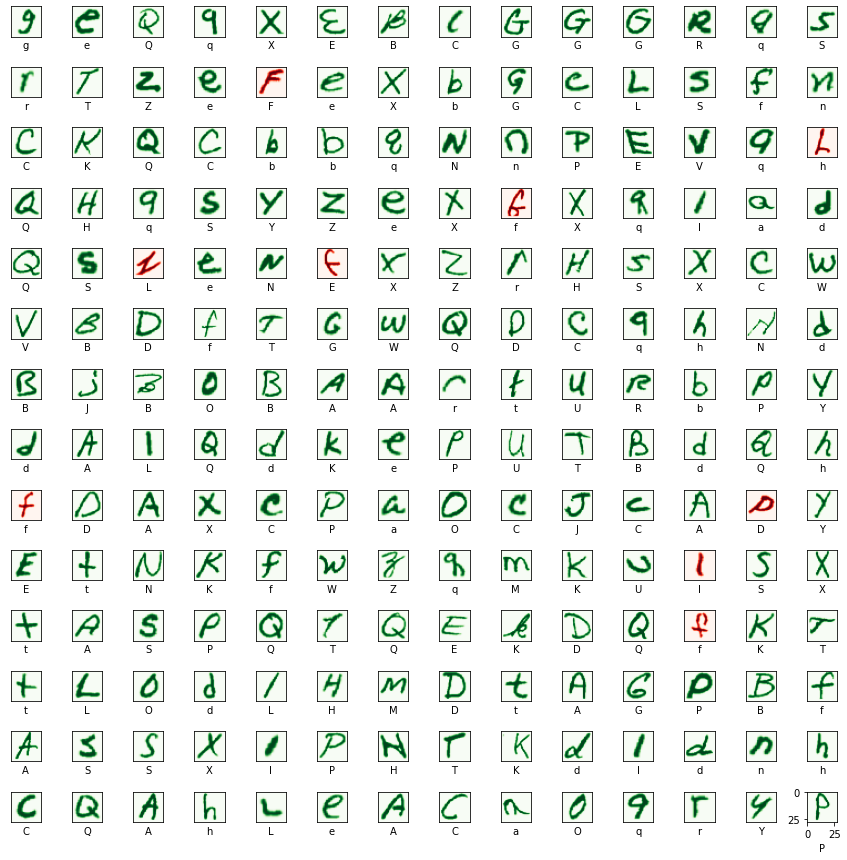 g e Q q X E B C G G G R q S
g e Q q X E B C G G G R q S
r T Z e F e X b G C L S f n
r T Z e F e X b G C L S f n
C K Q C b b q N n P E V q L
C K Q C b b q N n P E V q h
Q H q S Y Z e X G X q I a d
Q H q S Y Z e X f X q I a d
Q S Z e N E X Z r H S X C W
Q S L e N E X Z r H S X C W
V B D f T G W Q D C q h N d
V B D f T G W Q D C q h N d
B J B O B A A r t U R b P Y
B J B O B A A r t U R b P Y
d A L Q d K e P U T B d Q h
d A L Q d K e P U T B d Q h
f D A X C P a O C J C A D Y
f D A X C P a O C J C A D Y
E t N K f W Z q M K U I S X
E t N K f W Z q M K U I S X
t A S P Q T Q E K D Q f K T
t A S P Q T Q E K D Q f K T
t L O d L H M D t A G P B f
t L O d L H M D t A G P B f
A S S X I P H T K d I d n h
A S S X I P H T K d I d n h
C Q A h L e A C a O q r Y 0 P
25
0 25
C Q A h L e A C a O q r Y P